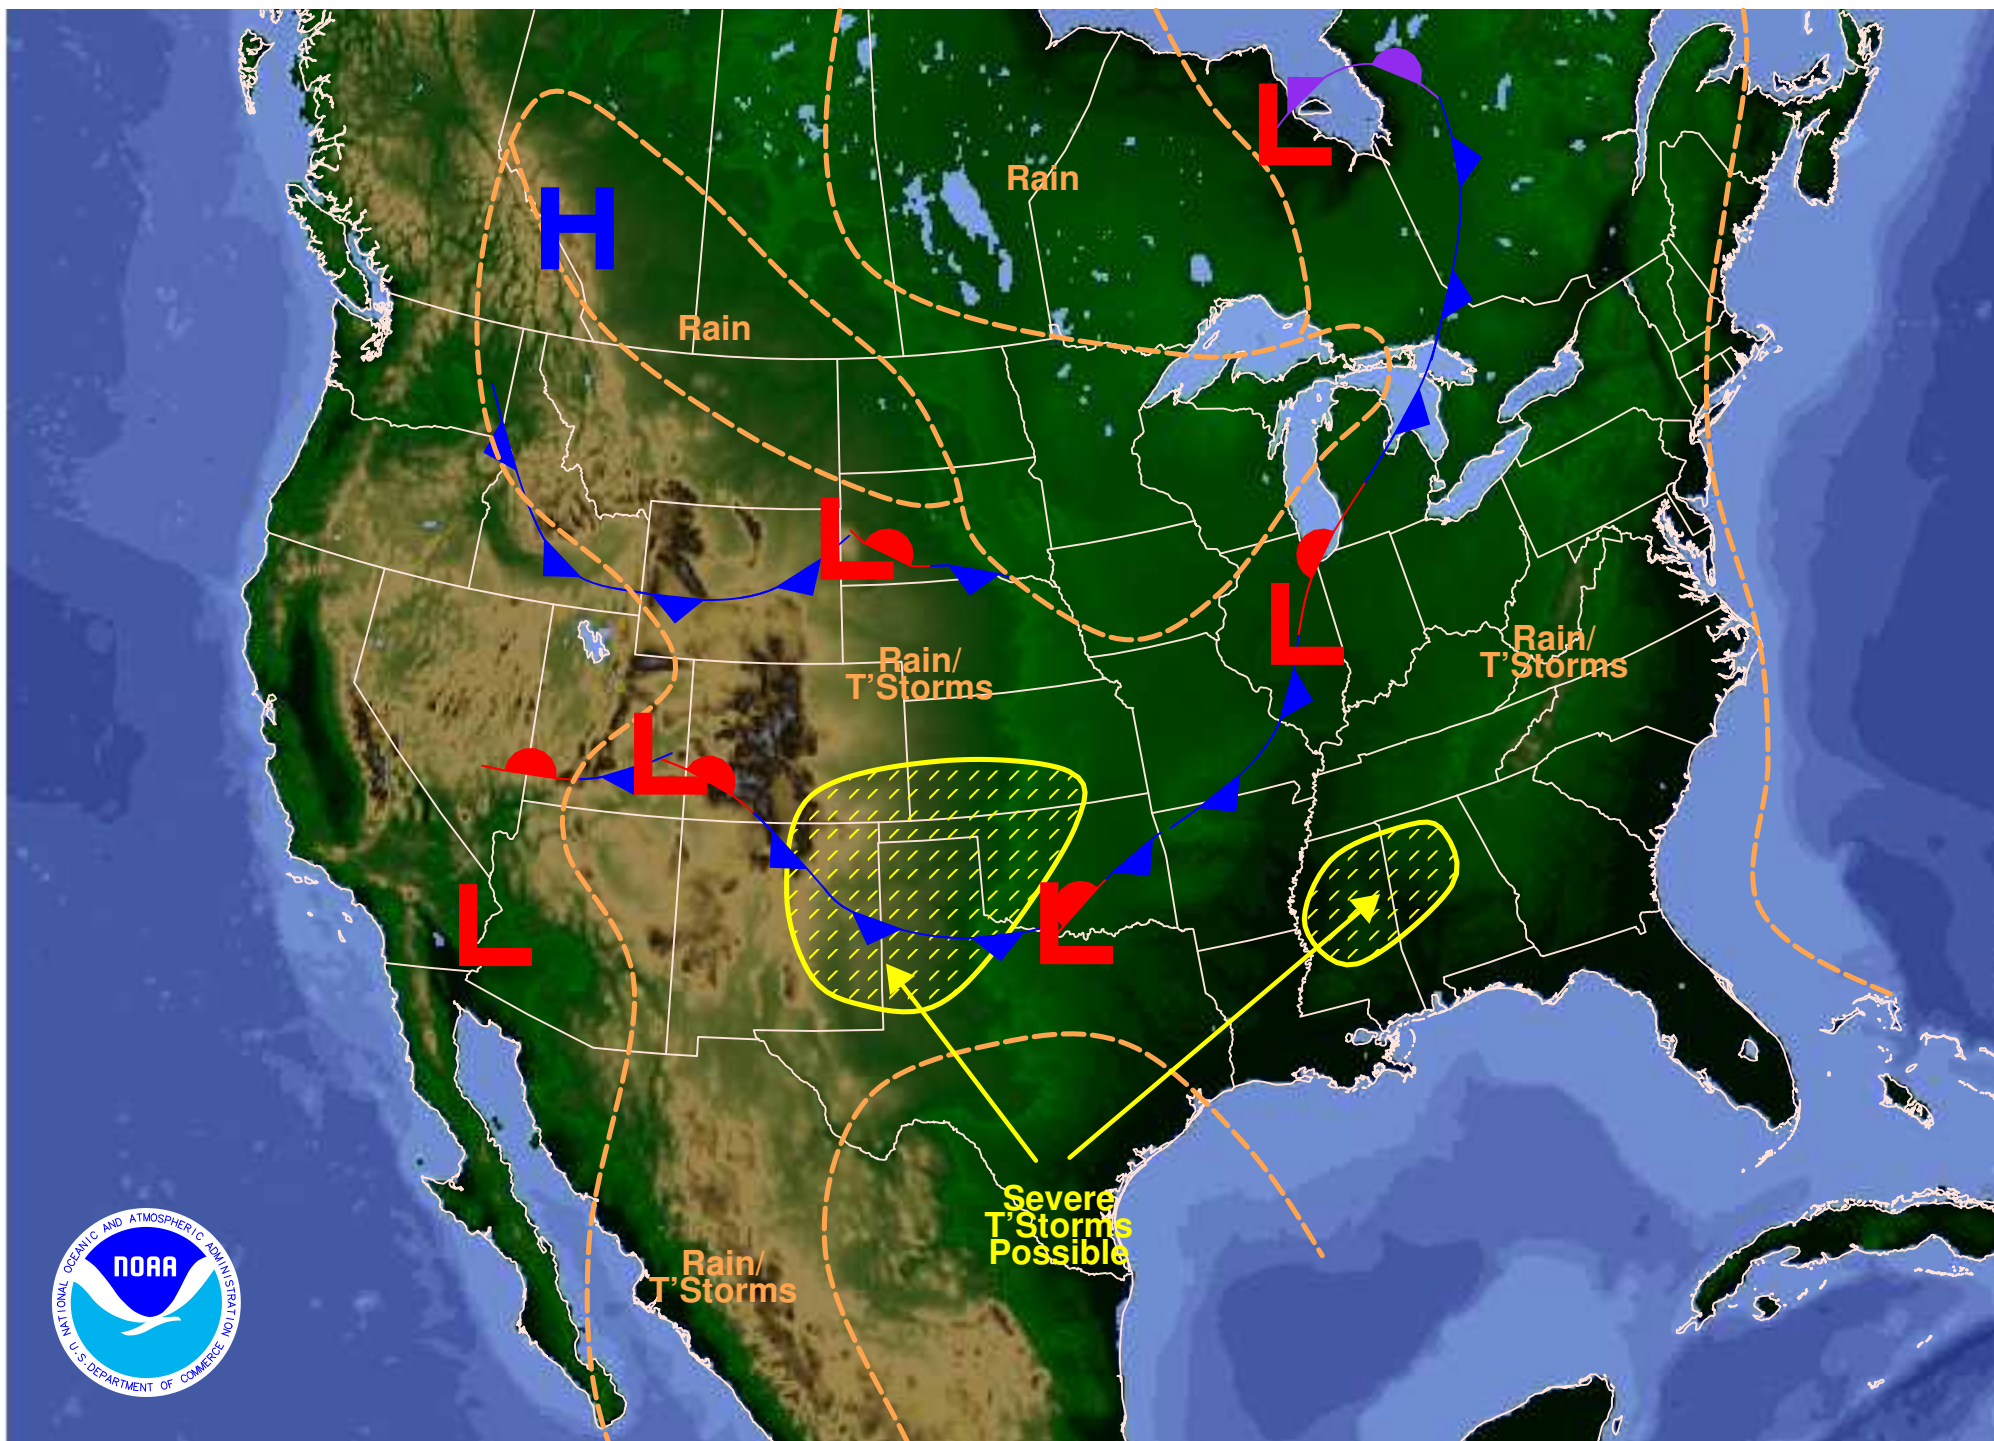 L
Rain
H
Rain
L
L
Rain/
T'Storms
Rain/
T'Storms
L
L
L
Severe
T'Storms
Possible
Rain/
T'Storms
NATIONAL OCEANIC AND ATMOSPHERIC ADMINISTRATION
NOAA
U.S. DEPARTMENT OF COMMERCE